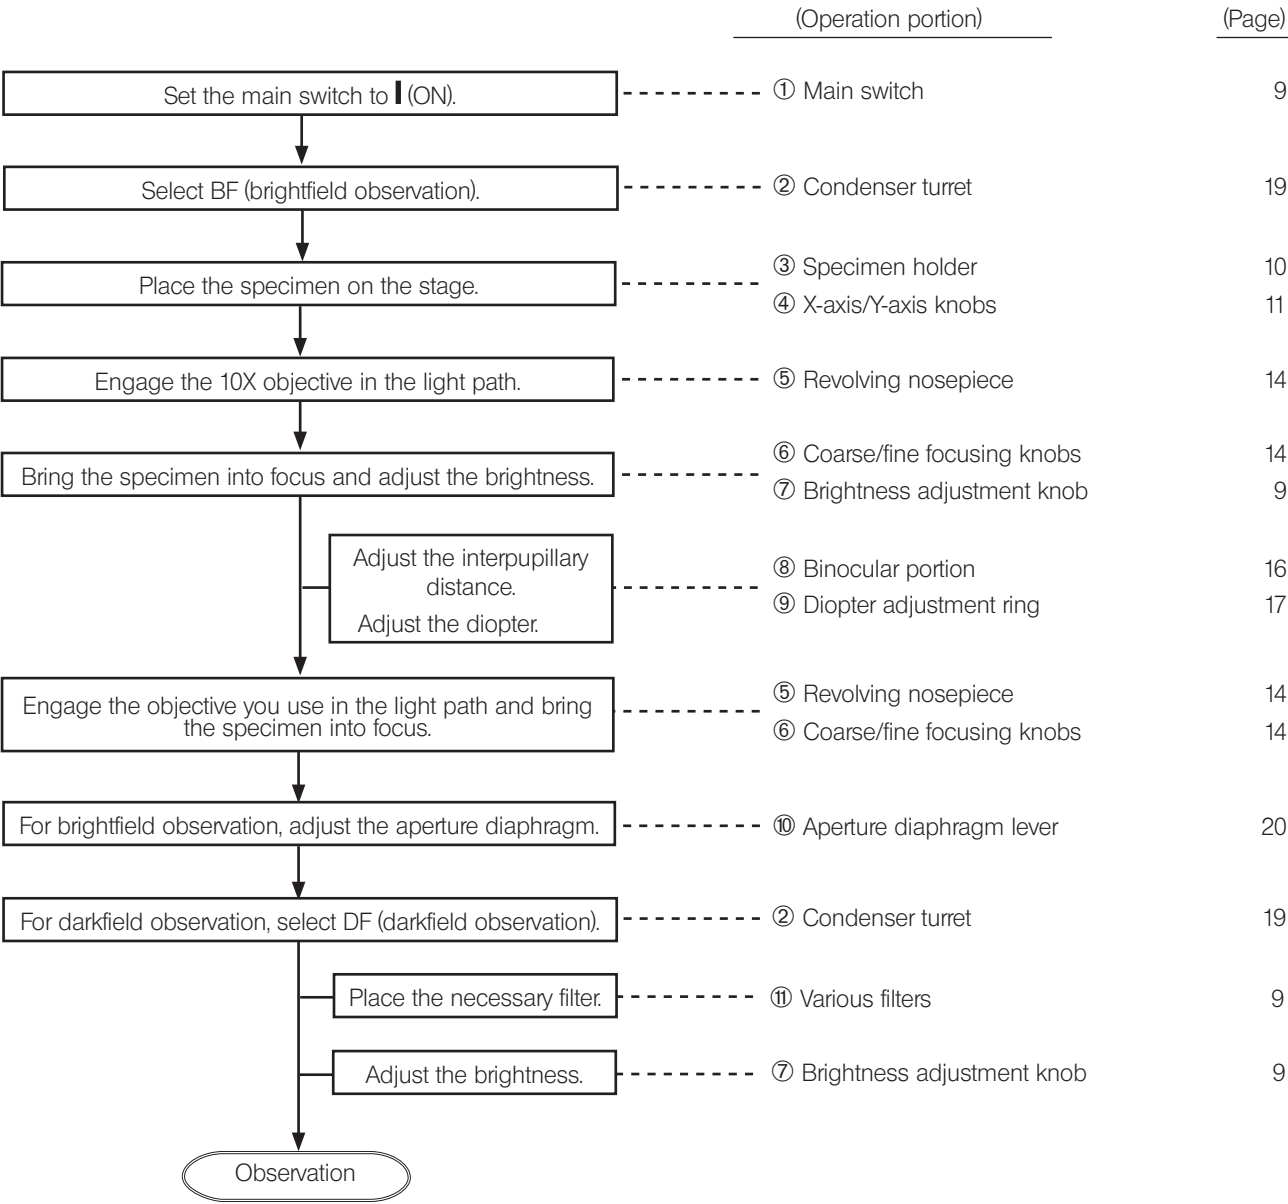 (Operation portion) (Page)
Set the main switch to I (ON). ① Main switch 9
Select BF (brightfield observation). ② Condenser turret 19
Place the specimen on the stage. ③ Specimen holder 10
④ X-axis/Y-axis knobs 11
Engage the 10X objective in the light path. ⑤ Revolving nosepiece 14
Bring the specimen into focus and adjust the brightness. ⑥ Coarse/fine focusing knobs 14
⑦ Brightness adjustment knob 9
Adjust the interpupillary
distance.
Adjust the diopter.
⑧ Binocular portion 16
⑨ Diopter adjustment ring 17
Engage the objective you use in the light path and bring
the specimen into focus.
⑤ Revolving nosepiece 14
⑥ Coarse/fine focusing knobs 14
For brightfield observation, adjust the aperture diaphragm. ⑩ Aperture diaphragm lever 20
For darkfield observation, select DF (darkfield observation). ② Condenser turret 19
Place the necessary filter. ⑪ Various filters 9
Adjust the brightness. ⑦ Brightness adjustment knob 9
Observation